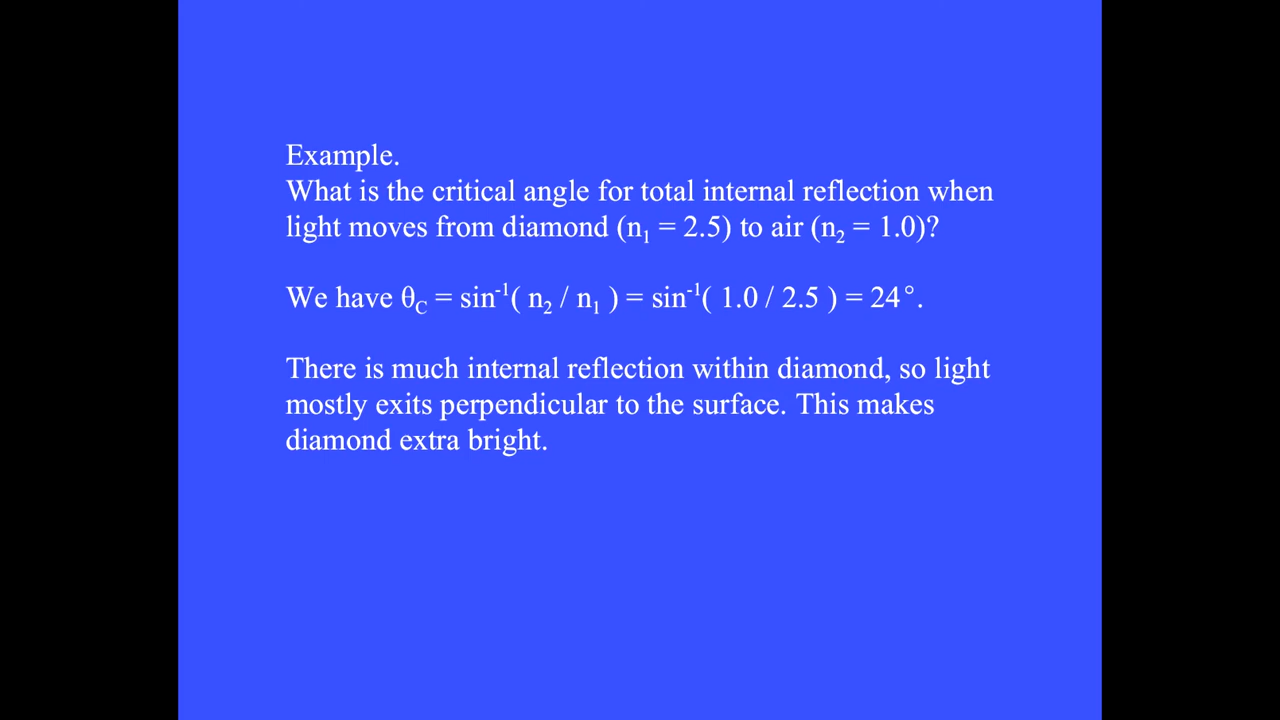 Example.
What is the critical angle for total internal reflection when
light moves from diamond (n₁ = 2.5) to air (n₂ = 1.0)?
We have θ_C = sin⁻¹( n₂ / n₁ ) = sin⁻¹( 1.0 / 2.5 ) = 24°.
There is much internal reflection within diamond, so light
mostly exits perpendicular to the surface. This makes
diamond extra bright.